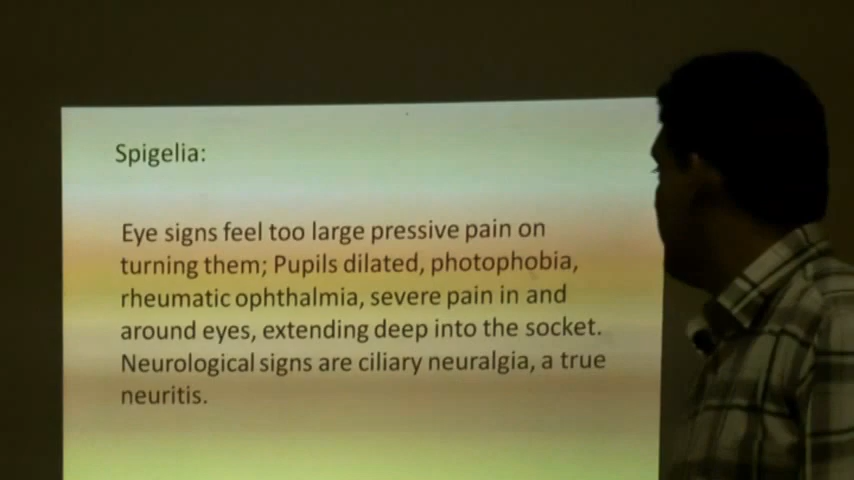 Spigelia:
Eye signs feel too large pressive pain on
turning them; Pupils dilated, photophobia,
rheumatic ophthalmia, severe pain in and
around eyes, extending deep into the socket.
Neurological signs are ciliary neuralgia, a true
neuritis.